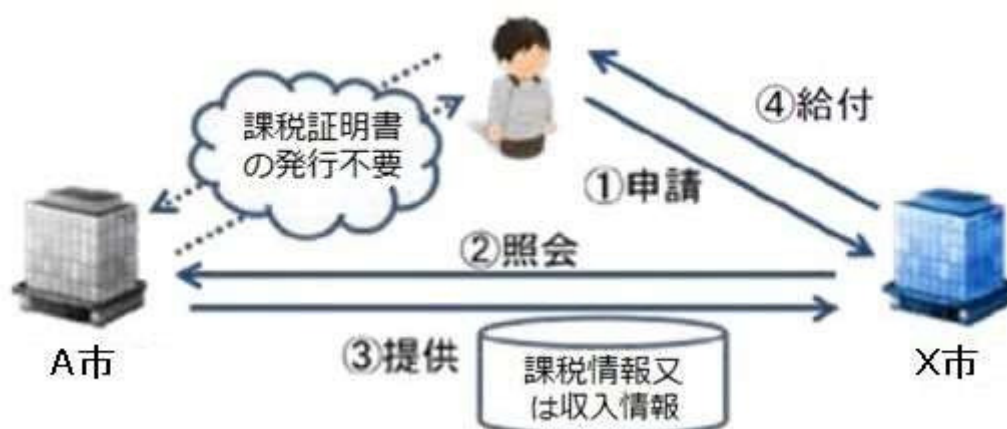 課税証明書
の発行不要
④給付
①申請
②照会
③提供
課税情報又
は収入情報
A市
X市